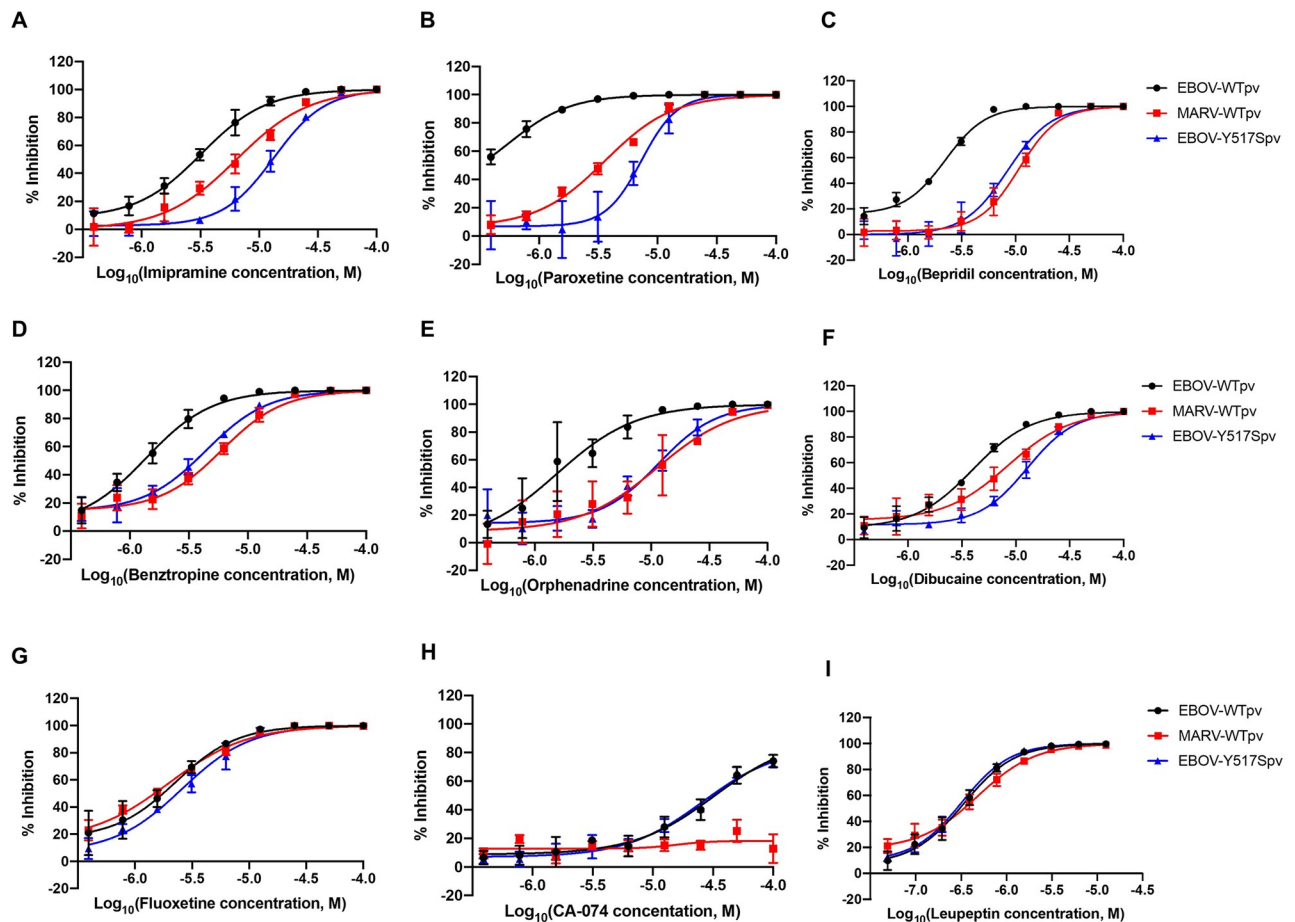 A
120
100
80
60
40
20
0
-20
% Inhibition
-6.0 -5.5 -5.0 -4.5 -4.0
Log10(Imipramine concentration, M)
B
120
100
80
60
40
20
0
-20
% Inhibition
-6.0 -5.5 -5.0 -4.5 -4.0
Log10(Paroxetine concentration, M)
C
120
100
80
60
40
20
0
-20
% Inhibition
-6.0 -5.5 -5.0 -4.5 -4.0
Log10(Bepridil concentration, M)
EBOV-WTpv
MARV-WTpv
EBOV-Y517Spv
D
120
100
80
60
40
20
0
-20
% Inhibition
-6.0 -5.5 -5.0 -4.5 -4.0
Log10(Benztropine concentration, M)
E
120
100
80
60
40
20
0
-20
% Inhibition
-6.0 -5.5 -5.0 -4.5 -4.0
Log10(Orphenadrine concentration, M)
F
120
100
80
60
40
20
0
-20
% Inhibition
-6.0 -5.5 -5.0 -4.5 -4.0
Log10(Dibucaine concentration, M)
EBOV-WTpv
MARV-WTpv
EBOV-Y517Spv
G
120
100
80
60
40
20
0
-20
% Inhibition
-6.0 -5.5 -5.0 -4.5 -4.0
Log10(Fluoxetine concentration, M)
H
120
100
80
60
40
20
0
-20
% Inhibition
-6.0 -5.5 -5.0 -4.5 -4.0
Log10(CA-074 concentation, M)
I
120
100
80
60
40
20
0
-20
% Inhibition
-7.0 -6.5 -6.0 -5.5 -5.0 -4.5
Log10(Leupeptin concentration, M)
EBOV-WTpv
MARV-WTpv
EBOV-Y517Spv